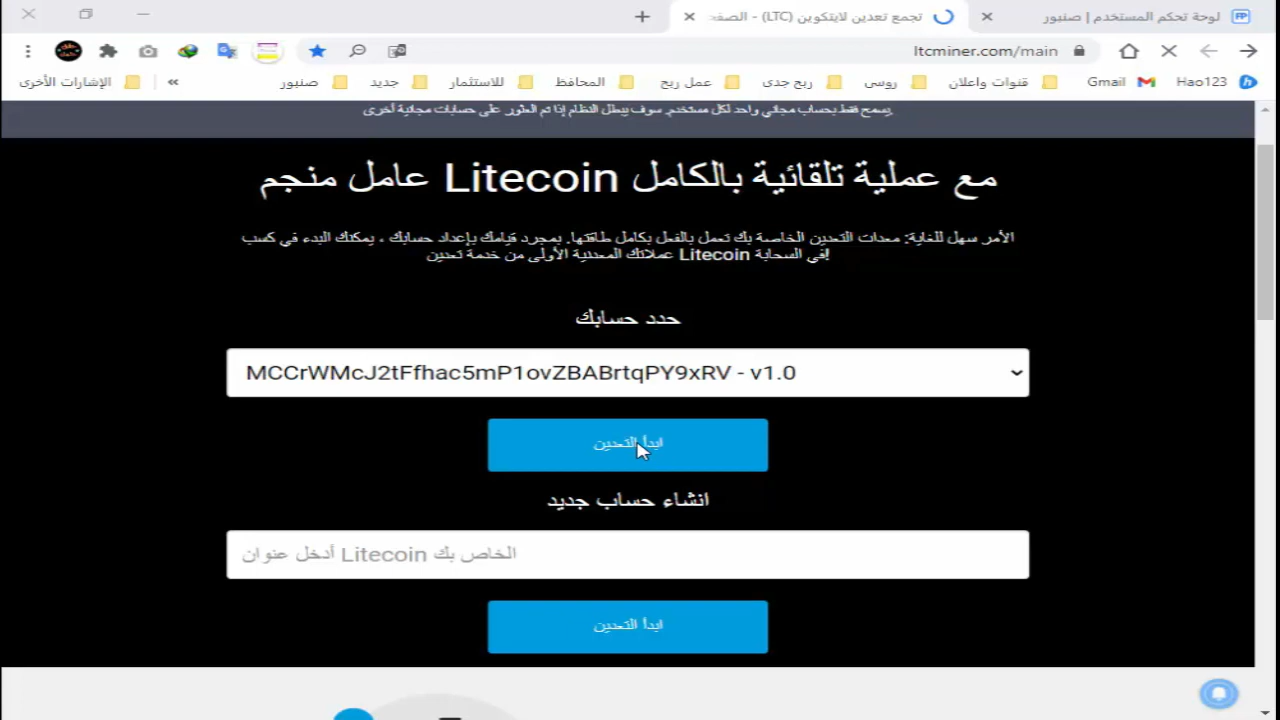 لوحة تحكم المستخدم | صنبور
تجمع تعدين لايتكوين (LTC) - الصفح
ltcminer.com/main
Hao123
Gmail
قنوات واعلان
روسى
ربح جدى
عمل ربح
المحافظ
للاستثمار
جديد
صنبور
«
الإشارات الأخرى
يسمح فقط بحساب مجاني واحد لكل مستخدم. سوف يبطل النظام إذا تم العثور على حسابات مجانية أخرى.
مع عملية تلقائية بالكامل Litecoin عامل منجم
الأمر سهل للغاية: معدات التعدين الخاصة بك تعمل بالفعل بكامل طاقتها. بمجرد قيامك بإعداد حسابك ، يمكنك البدء في كسب
!في السحابة Litecoin عملاتك المعدنية الأولى من خدمة تعدين
حدد حسابك
MCCrWMcJ2tFfhac5mP1ovZBABrtqPY9xRV - v1.0
ابدأ التعدين
انشاء حساب جديد
الخاص بك Litecoin أدخل عنوان
ابدأ التعدين